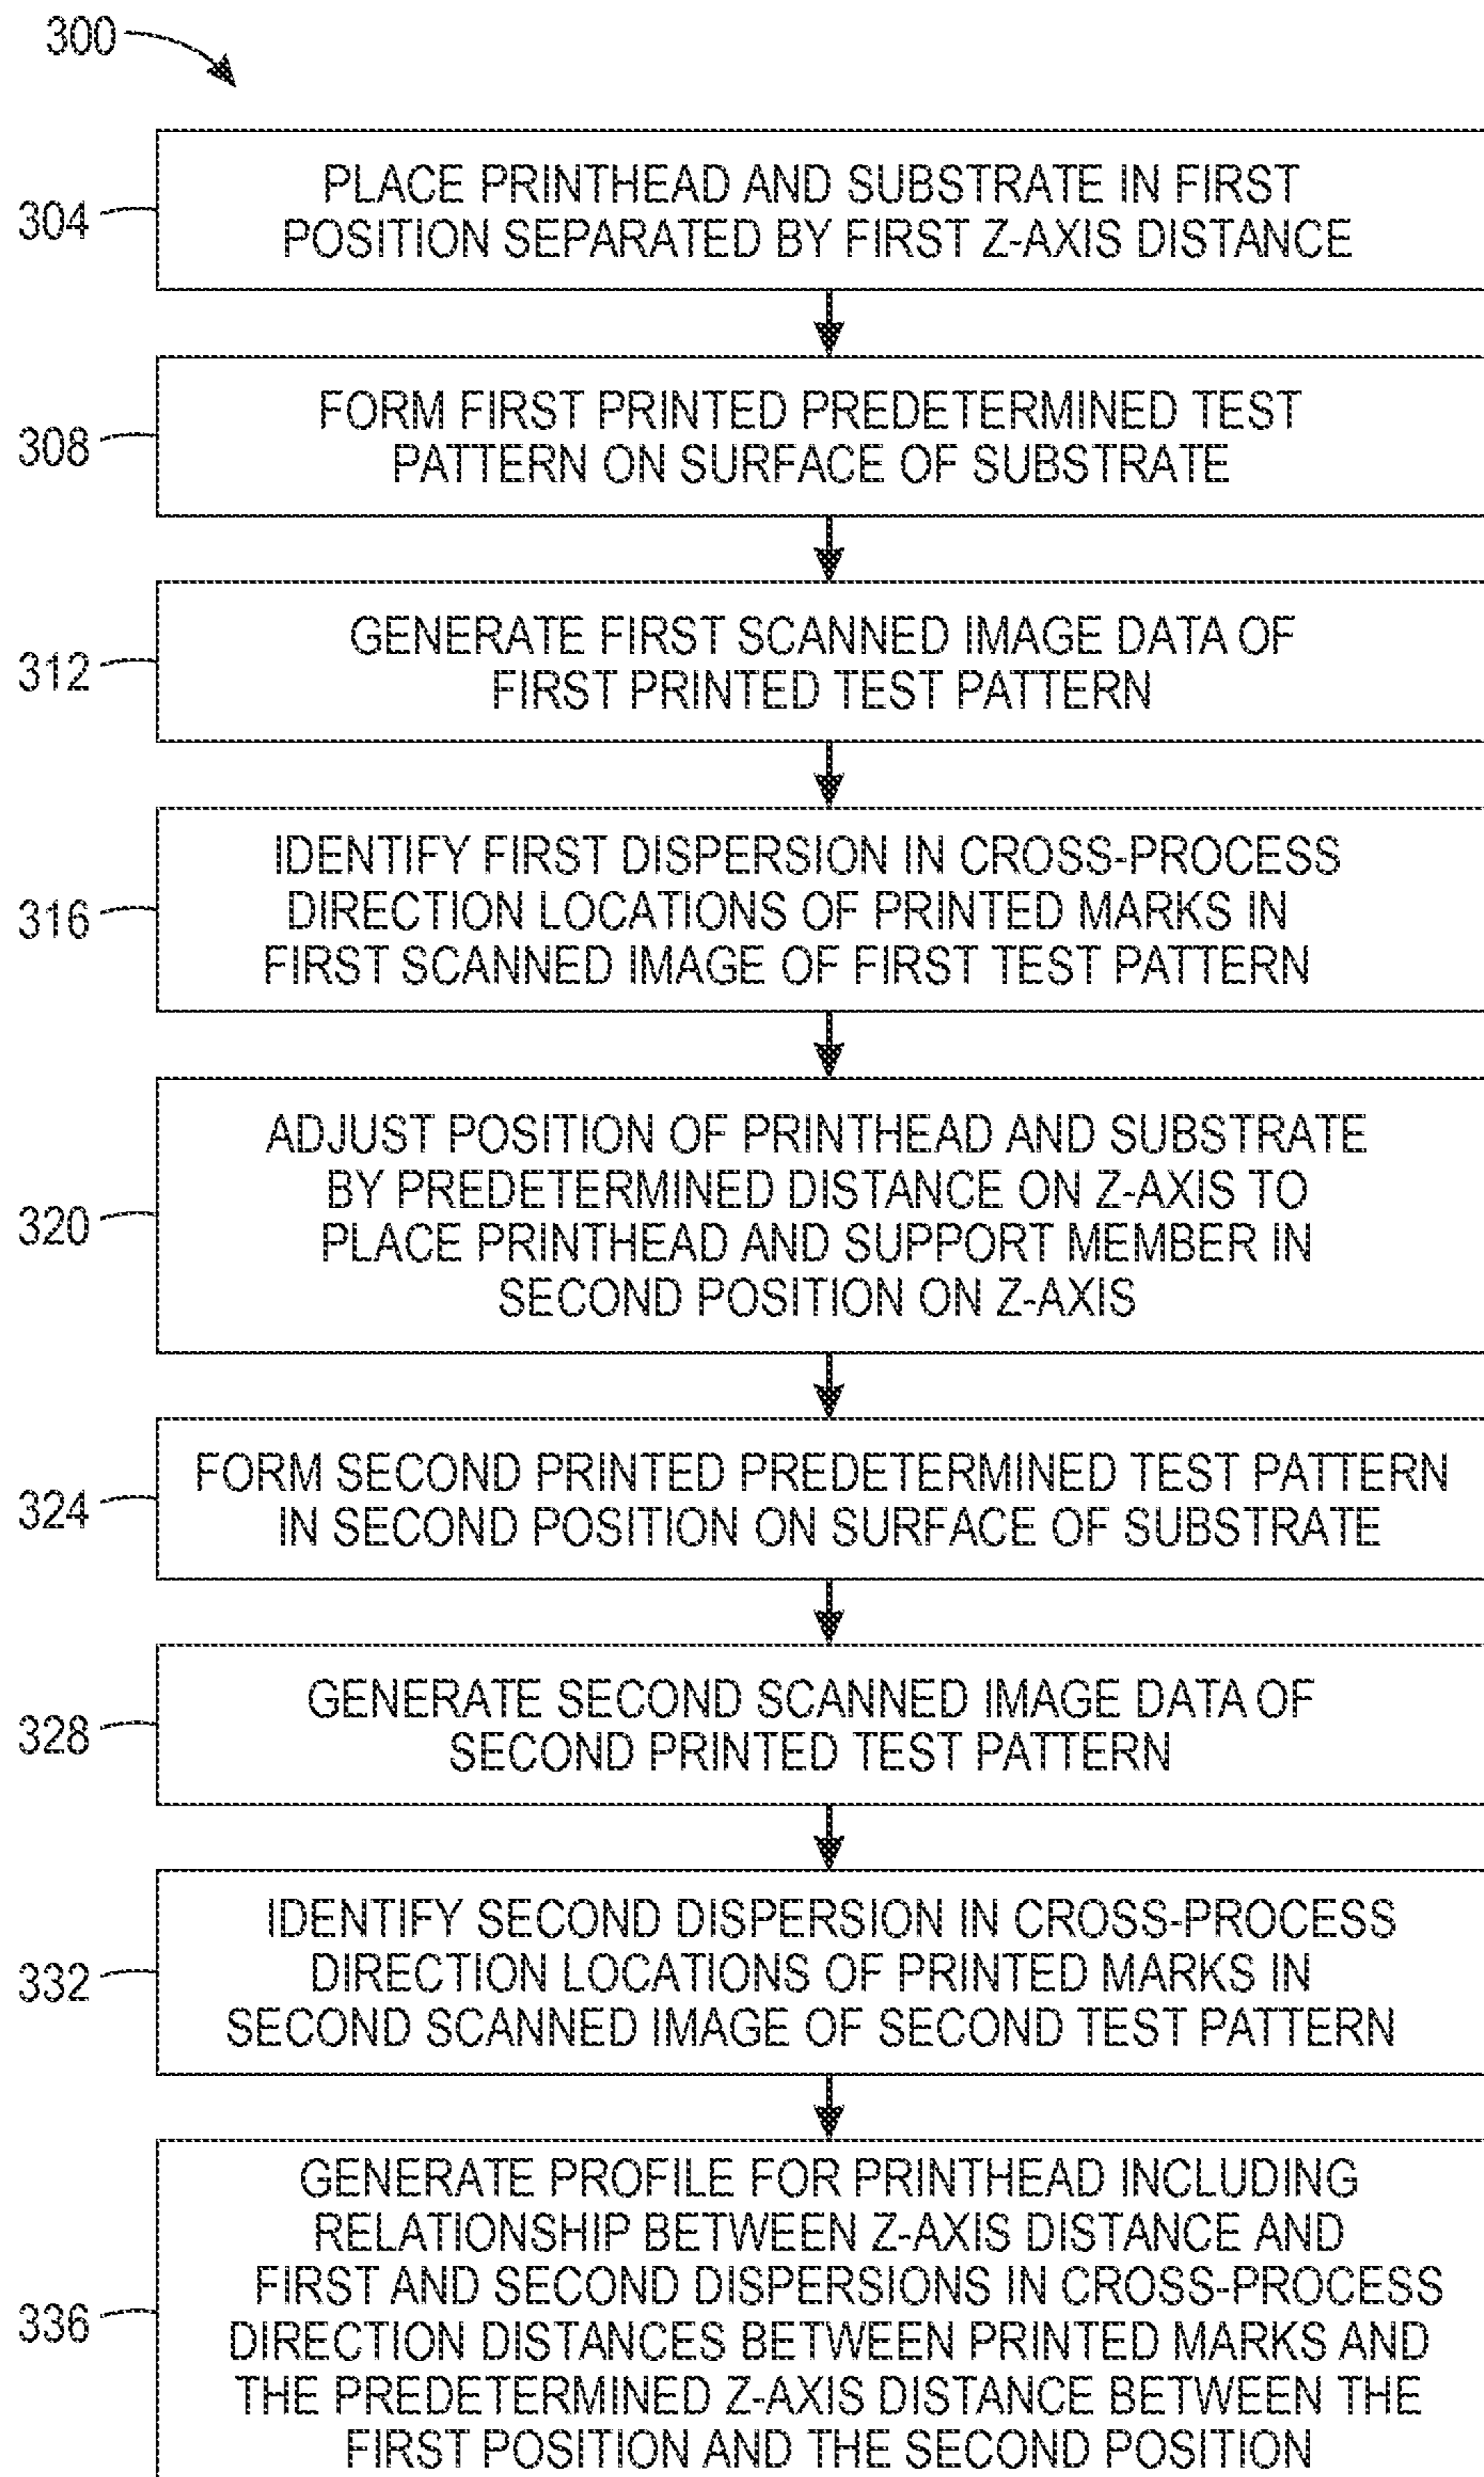 300
304
PLACE PRINTHEAD AND SUBSTRATE IN FIRST
POSITION SEPARATED BY FIRST Z-AXIS DISTANCE
308
FORM FIRST PRINTED PREDETERMINED TEST
PATTERN ON SURFACE OF SUBSTRATE
312
GENERATE FIRST SCANNED IMAGE DATA OF
FIRST PRINTED TEST PATTERN
316
IDENTIFY FIRST DISPERSION IN CROSS-PROCESS
DIRECTION LOCATIONS OF PRINTED MARKS IN
FIRST SCANNED IMAGE OF FIRST TEST PATTERN
320
ADJUST POSITION OF PRINTHEAD AND SUBSTRATE
BY PREDETERMINED DISTANCE ON Z-AXIS TO
PLACE PRINTHEAD AND SUPPORT MEMBER IN
SECOND POSITION ON Z-AXIS
324
FORM SECOND PRINTED PREDETERMINED TEST PATTERN
IN SECOND POSITION ON SURFACE OF SUBSTRATE
328
GENERATE SECOND SCANNED IMAGE DATA OF
SECOND PRINTED TEST PATTERN
332
IDENTIFY SECOND DISPERSION IN CROSS-PROCESS
DIRECTION LOCATIONS OF PRINTED MARKS IN
SECOND SCANNED IMAGE OF SECOND TEST PATTERN
336
GENERATE PROFILE FOR PRINTHEAD INCLUDING
RELATIONSHIP BETWEEN Z-AXIS DISTANCE AND
FIRST AND SECOND DISPERSIONS IN CROSS-PROCESS
DIRECTION DISTANCES BETWEEN PRINTED MARKS AND
THE PREDETERMINED Z-AXIS DISTANCE BETWEEN THE
FIRST POSITION AND THE SECOND POSITION